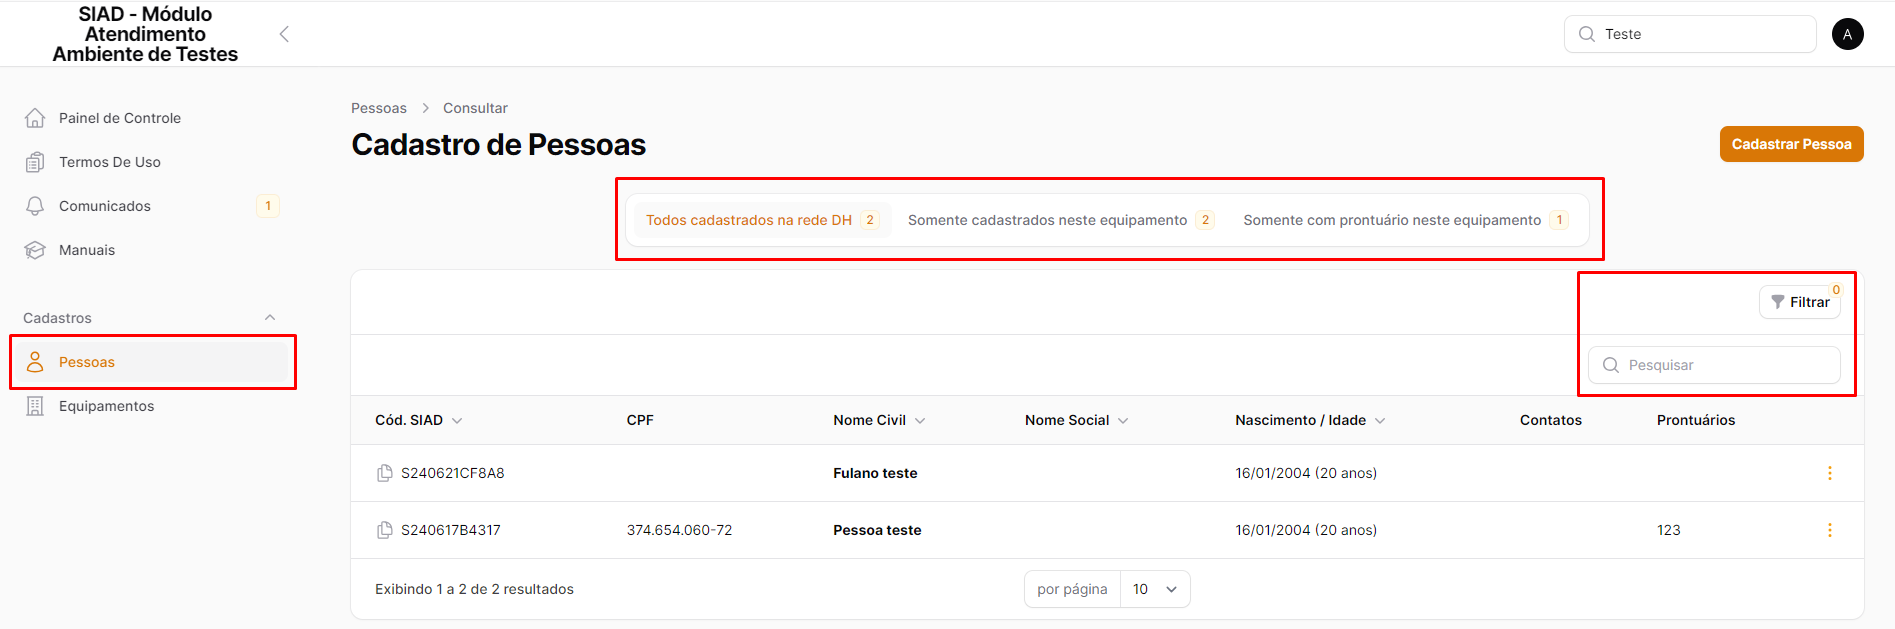 SIAD - Módulo
Atendimento
Ambiente de Testes
Teste
A
Painel de Controle
Termos De Uso
Comunicados 1
Manuais
Cadastros
Pessoas
Equipamentos
Pessoas > Consultar
Cadastro de Pessoas
Cadastrar Pessoa
Todos cadastrados na rede DH 2 Somente cadastrados neste equipamento 2 Somente com prontuário neste equipamento 1
Filtrar 0
Pesquisar
Cód. SIAD CPF Nome Civil Nome Social Nascimento / Idade Contatos Prontuários
S240621CF8A8 Fulano teste 16/01/2004 (20 anos)
S240617B4317 374.654.060-72 Pessoa teste 16/01/2004 (20 anos) 123
Exibindo 1 a 2 de 2 resultados por página 10